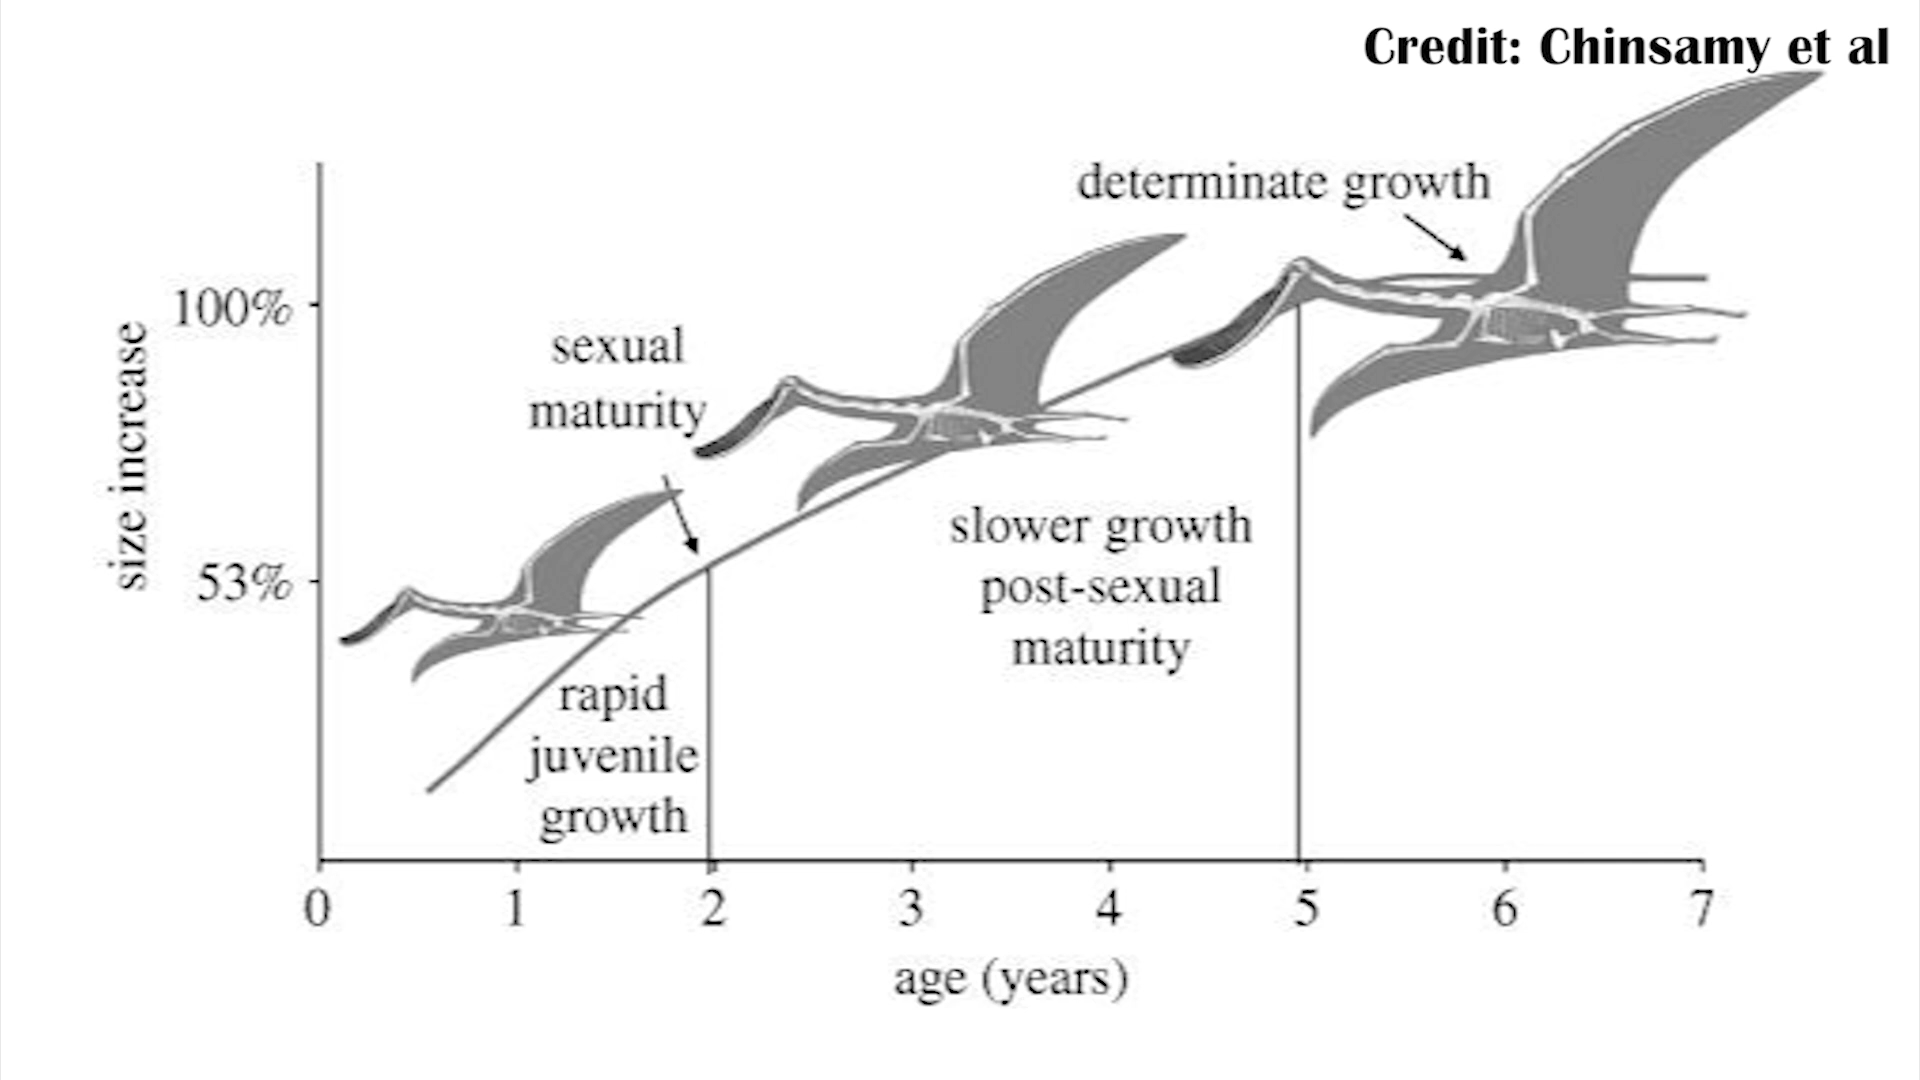 Credit: Chinsamy et al
determinate growth
100%
sexual
maturity
size increase
slower growth
post-sexual
maturity
53%
rapid
juvenile
growth
0 1 2 3 4 5 6 7
age (years)